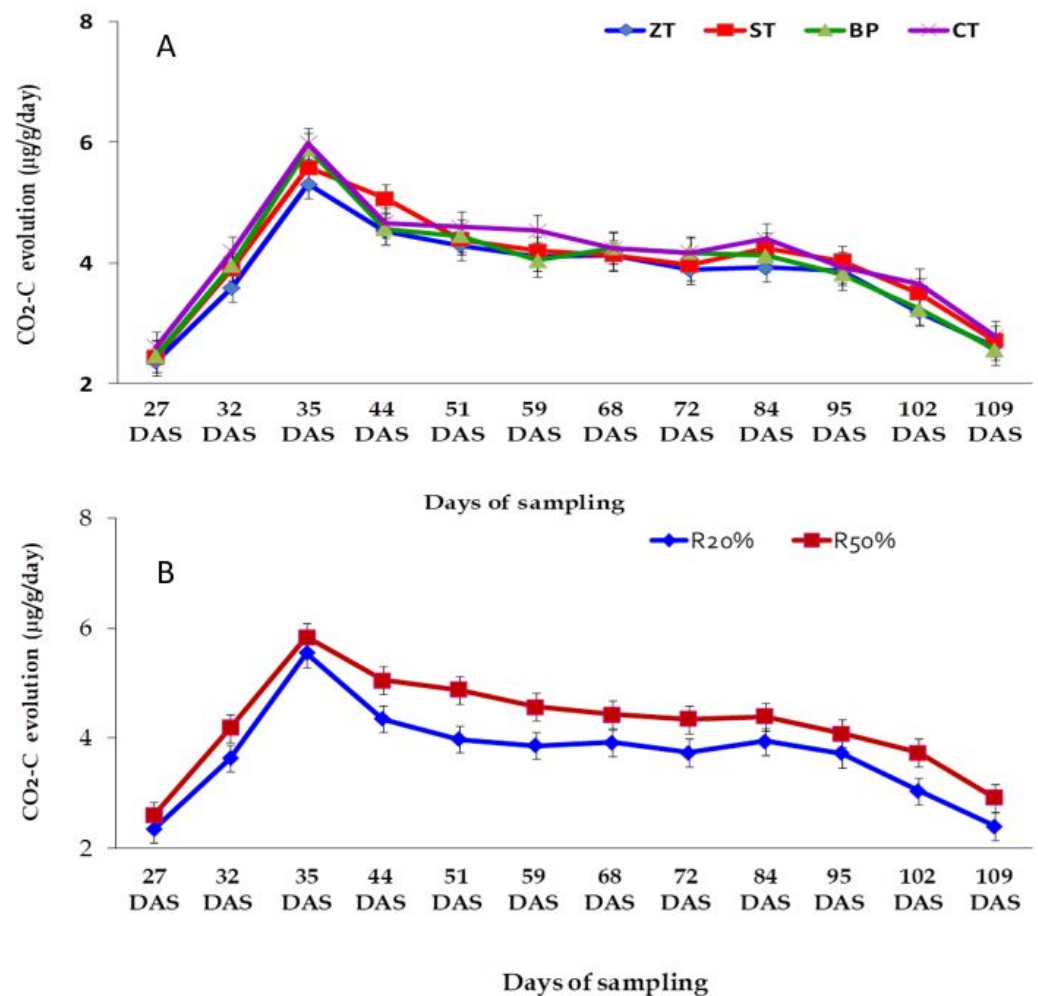 A
ZT ST BP CT
CO2-C evolution (µg/g/day)
8
6
4
2
27 32 35 44 51 59 68 72 84 95 102 109
DAS DAS DAS DAS DAS DAS DAS DAS DAS DAS DAS DAS
Days of sampling
B
R20% R50%
CO2-C evolution (µg/g/day)
8
6
4
2
27 32 35 44 51 59 68 72 84 95 102 109
DAS DAS DAS DAS DAS DAS DAS DAS DAS DAS DAS DAS
Days of sampling